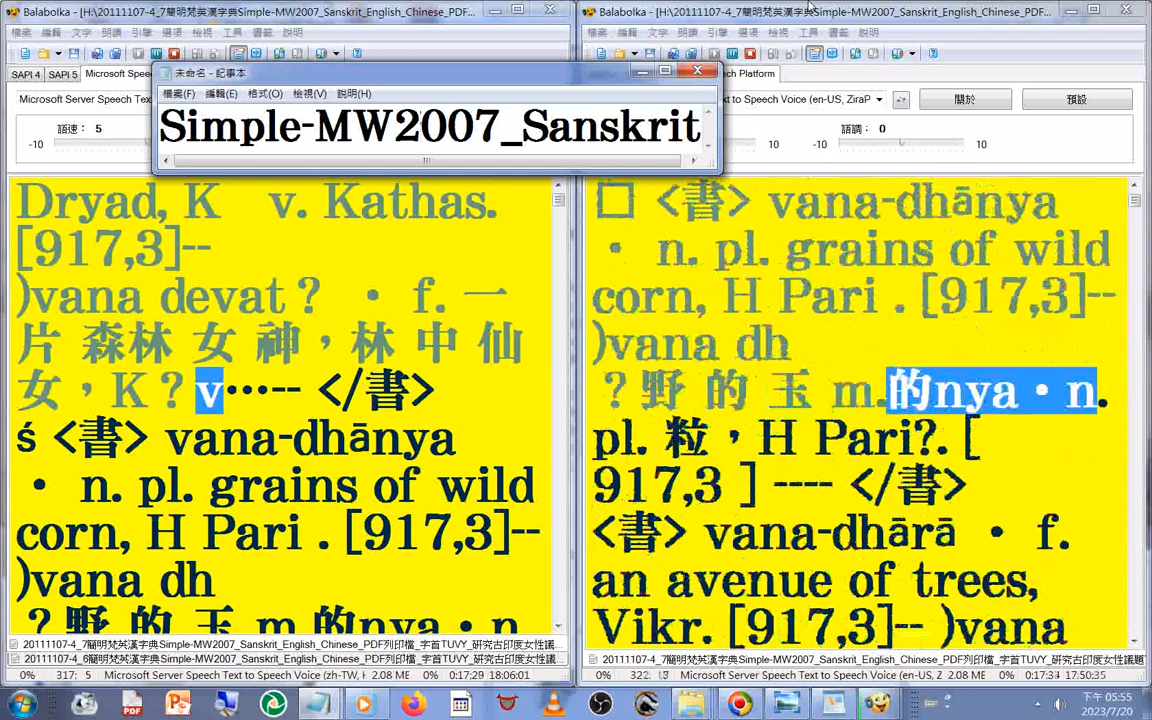 Balabolka - [H:\20111107-4_7簡明梵英漢字典Simple-MW2007_Sanskrit_English_Chinese_PDF...
檔案 編輯 文字 朗讀 引擎 選項 檢視 工具 書籤 說明
SAPI 4 SAPI 5 Microsoft Spee
Microsoft Server Speech Text
語速： 5
-10
未命名 - 記事本
檔案(F) 編輯(E) 格式(O) 檢視(V) 說明(H)
Simple-MW2007_Sanskrit
Dryad, K v. Kathas.
[917,3]--
)vana devat？ • f. 一
片 森林 女 神，林 中 仙
女，K？v…-- </書>
ś <書> vana-dhānya
• n. pl. grains of wild
corn, H Pari . [917,3]--
)vana dh
？野 的 玉 m.的nya • n
20111107-4_7簡明梵英漢字典Simple-MW2007_Sanskrit_English_Chinese_PDF列印檔_字首TUVY_研究古印度女性議...
20111107-4_6簡明梵英漢字典Simple-MW2007_Sanskrit_English_Chinese_PDF列印檔_字首TUVY_研究古印度女性議...
0% 317: 5 Microsoft Server Speech Text to Speech Voice (zh-TW, H 2.08 MB 0% 0:17:29 18:06:01
Balabolka - [H:\20111107-4_7簡明梵英漢字典Simple-MW2007_Sanskrit_English_Chinese_PDF...
檔案 編輯 文字 朗讀 引擎 選項 檢視 工具 書籤 說明
ch Platform
t to Speech Voice (en-US, ZiraP
關於 預設
語調： 0
10 -10 10
口 <書> vana-dhānya
• n. pl. grains of wild
corn, H Pari . [917,3]--
)vana dh
？野 的 玉 m.的nya • n.
pl. 粒，H Pari?. [
917,3 ] ---- </書>
<書> vana-dhārā • f.
an avenue of trees,
Vikr. [917,3]-- )vana
20111107-4_7簡明梵英漢字典Simple-MW2007_Sanskrit_English_Chinese_PDF列印檔_字首TUVY_研究古印度女性議題
0% 322: Microsoft Server Speech Text to Speech Voice (en-US, 2.08 MB 0% 0:17:33 17:50:35
下午 05:55
2023/7/20